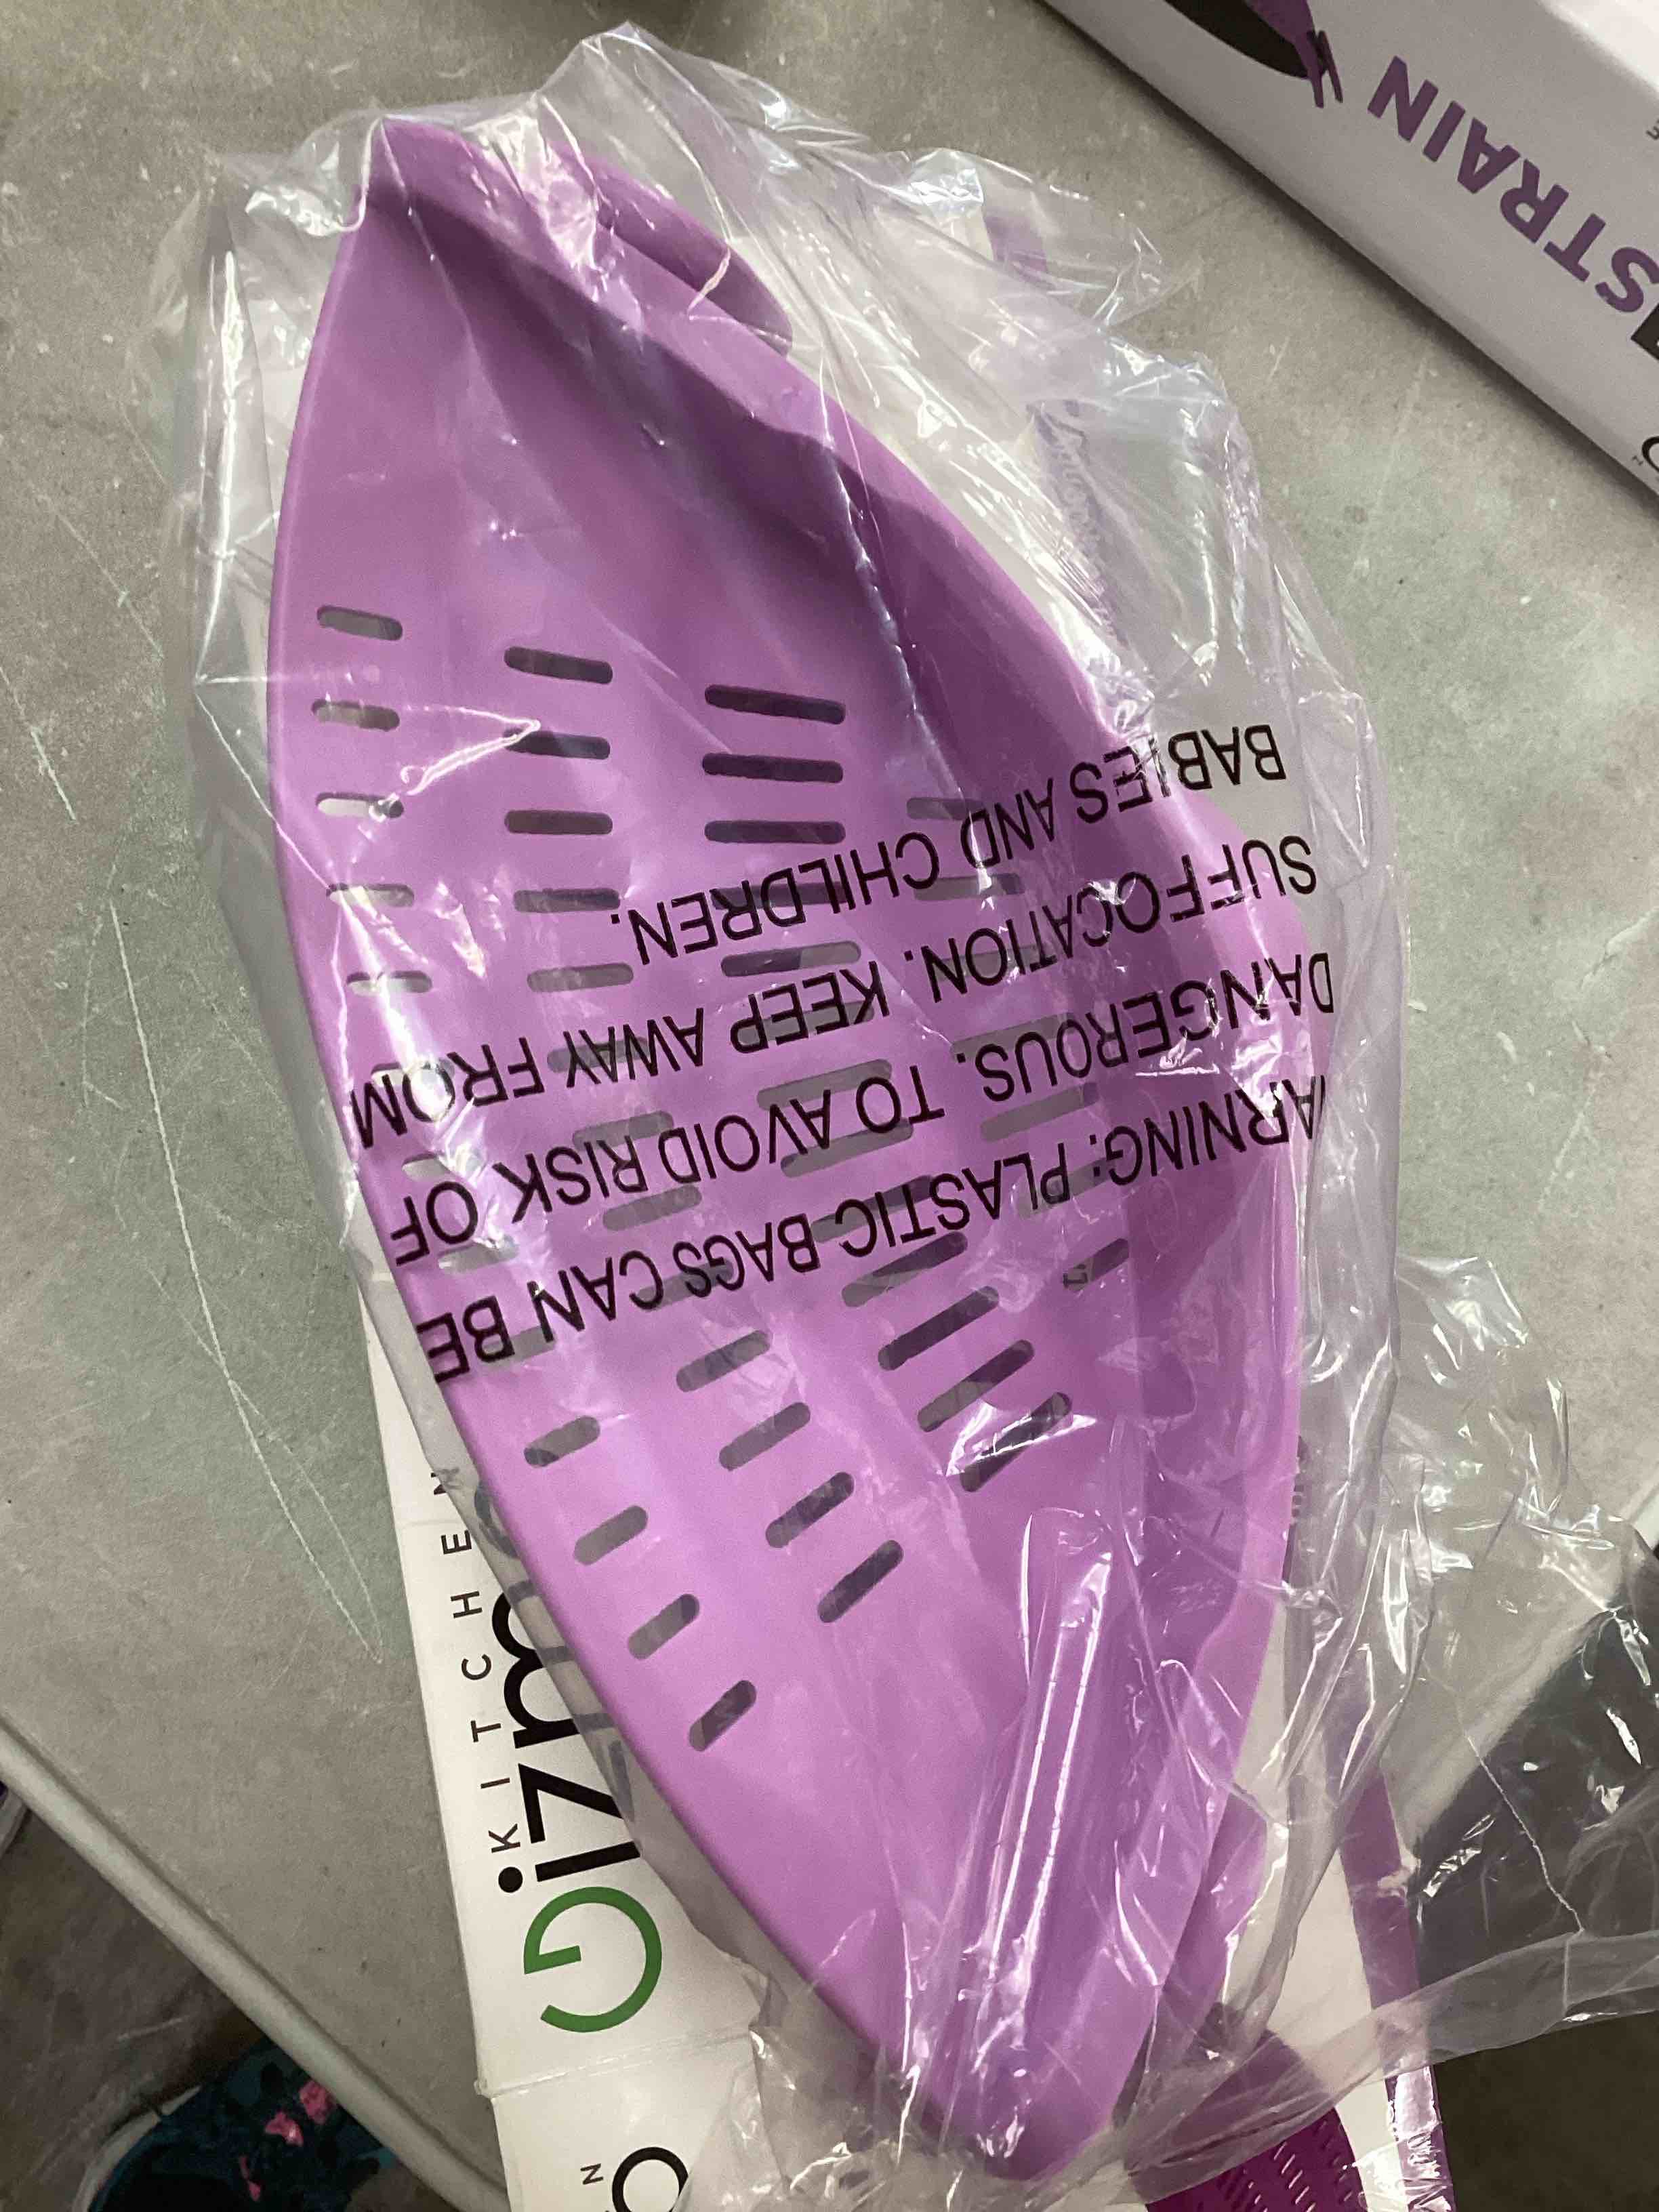 STRAIN
ARNING: PLASTIC BAGS CAN BE
DANGEROUS. TO AVOID RISK OF
SUFFOCATION. KEEP AWAY FROM
BABIES AND CHILDREN.
KITCHEN
Gizm